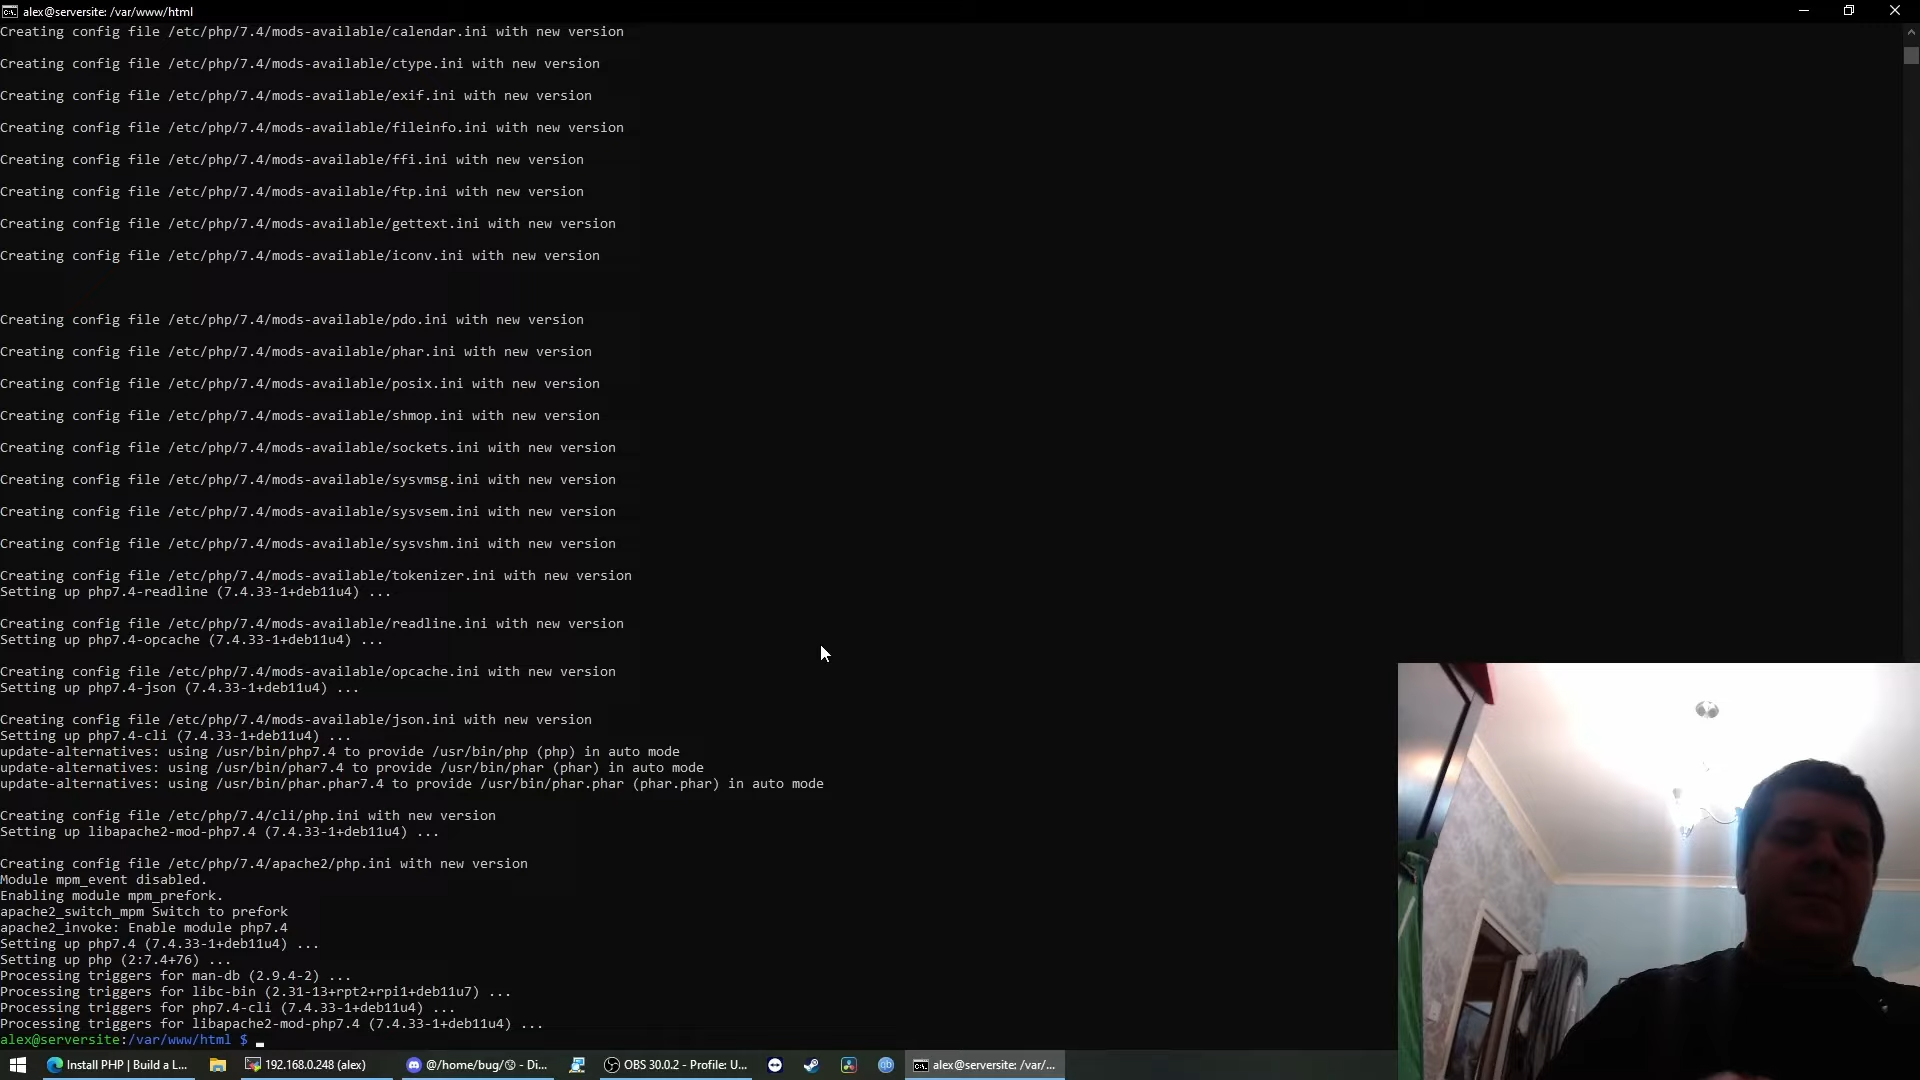 alex@serversite: /var/www/html
Creating config file /etc/php/7.4/mods-available/calendar.ini with new version
Creating config file /etc/php/7.4/mods-available/ctype.ini with new version
Creating config file /etc/php/7.4/mods-available/exif.ini with new version
Creating config file /etc/php/7.4/mods-available/fileinfo.ini with new version
Creating config file /etc/php/7.4/mods-available/ffi.ini with new version
Creating config file /etc/php/7.4/mods-available/ftp.ini with new version
Creating config file /etc/php/7.4/mods-available/gettext.ini with new version
Creating config file /etc/php/7.4/mods-available/iconv.ini with new version
Creating config file /etc/php/7.4/mods-available/pdo.ini with new version
Creating config file /etc/php/7.4/mods-available/phar.ini with new version
Creating config file /etc/php/7.4/mods-available/posix.ini with new version
Creating config file /etc/php/7.4/mods-available/shmop.ini with new version
Creating config file /etc/php/7.4/mods-available/sockets.ini with new version
Creating config file /etc/php/7.4/mods-available/sysvmsg.ini with new version
Creating config file /etc/php/7.4/mods-available/sysvsem.ini with new version
Creating config file /etc/php/7.4/mods-available/sysvshm.ini with new version
Creating config file /etc/php/7.4/mods-available/tokenizer.ini with new version
Setting up php7.4-readline (7.4.33-1+deb11u4) ...
Creating config file /etc/php/7.4/mods-available/readline.ini with new version
Setting up php7.4-opcache (7.4.33-1+deb11u4) ...
Creating config file /etc/php/7.4/mods-available/opcache.ini with new version
Setting up php7.4-json (7.4.33-1+deb11u4) ...
Creating config file /etc/php/7.4/mods-available/json.ini with new version
Setting up php7.4-cli (7.4.33-1+deb11u4) ...
update-alternatives: using /usr/bin/php7.4 to provide /usr/bin/php (php) in auto mode
update-alternatives: using /usr/bin/phar7.4 to provide /usr/bin/phar (phar) in auto mode
update-alternatives: using /usr/bin/phar.phar7.4 to provide /usr/bin/phar.phar (phar.phar) in auto mode
Creating config file /etc/php/7.4/cli/php.ini with new version
Setting up libapache2-mod-php7.4 (7.4.33-1+deb11u4) ...
Creating config file /etc/php/7.4/apache2/php.ini with new version
Module mpm_event disabled.
Enabling module mpm_prefork.
apache2_switch_mpm Switch to prefork
apache2_invoke: Enable module php7.4
Setting up php7.4 (7.4.33-1+deb11u4) ...
Setting up php (2:7.4+76) ...
Processing triggers for man-db (2.9.4-2) ...
Processing triggers for libc-bin (2.31-13+rpt2+rpi1+deb11u7) ...
Processing triggers for php7.4-cli (7.4.33-1+deb11u4) ...
Processing triggers for libapache2-mod-php7.4 (7.4.33-1+deb11u4) ...
alex@serversite:/var/www/html $
Install PHP | Build a L... 192.168.0.248 (alex) @/home/bug/ - Di... OBS 30.0.2 - Profile: U... qb alex@serversite: /var/...